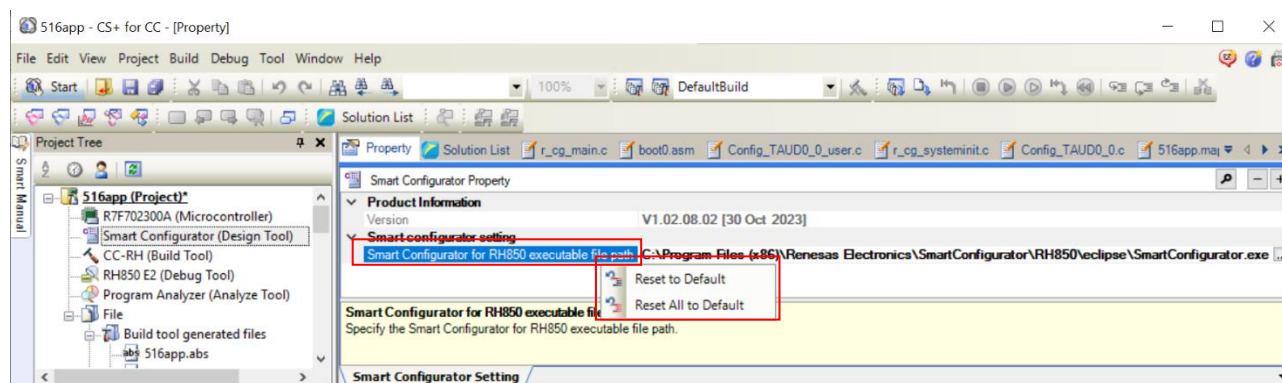 516app - CS+ for CC - [Property]
File Edit View Project Build Debug Tool Window Help
Start 100% DefaultBuild
Solution List
Project Tree
Property Solution List r_cg_main.c boot0.asm Config_TAUD0_0_user.c r_cg_systeminit.c Config_TAUD0_0.c 516app.map
Smart Manual
Smart Configurator Property
516app (Project)*
Product Information
R7F702300A (Microcontroller)
Version V1.02.08.02 [30 Oct 2023]
Smart Configurator (Design Tool)
Smart configurator setting
CC-RH (Build Tool)
Smart Configurator for RH850 executable file path C:\Program Files (x86)\Renesas Electronics\SmartConfigurator\RH850\eclipse\SmartConfigurator.exe ...
RH850 E2 (Debug Tool)
Reset to Default
Program Analyzer (Analyze Tool)
Reset All to Default
File
Smart Configurator for RH850 executable file
Build tool generated files
Specify the Smart Configurator for RH850 executable file path.
516app.abs
Smart Configurator Setting